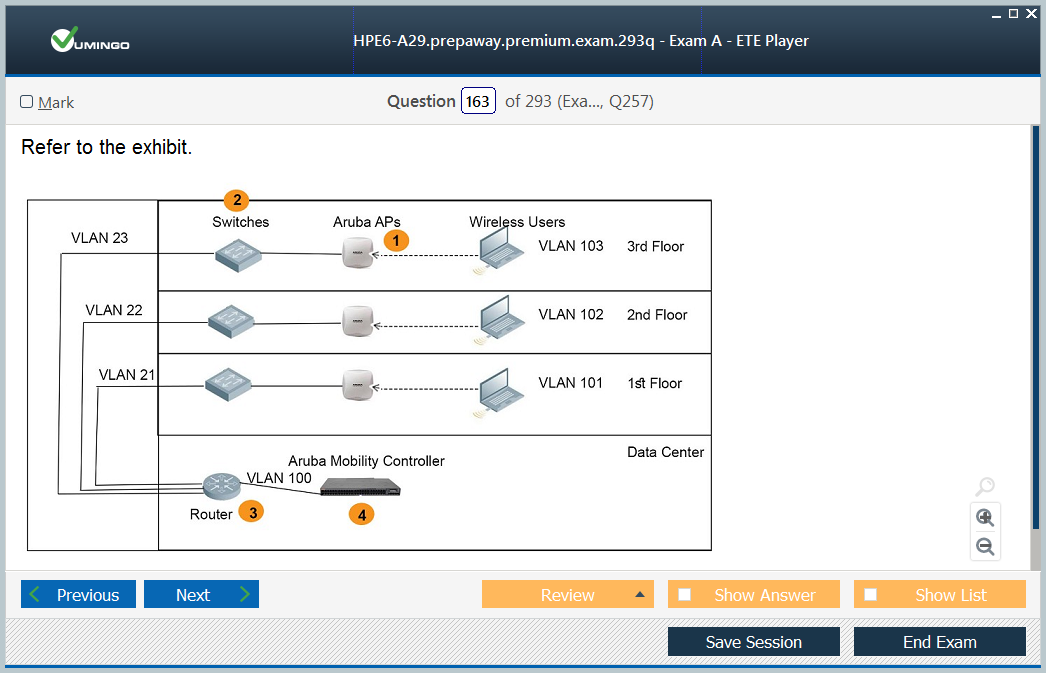 VUMINGO
HPE6-A29.prepaway.premium.exam.293q - Exam A - ETE Player
Mark
Question 163 of 293 (Exa..., Q257)
Refer to the exhibit.
2
Switches
Aruba APs
Wireless Users
1
VLAN 23
VLAN 103
3rd Floor
VLAN 22
VLAN 102
2nd Floor
VLAN 21
VLAN 101
1st Floor
Data Center
Aruba Mobility Controller
VLAN 100
Router
3
4
Previous
Next
Review
Show Answer
Show List
Save Session
End Exam